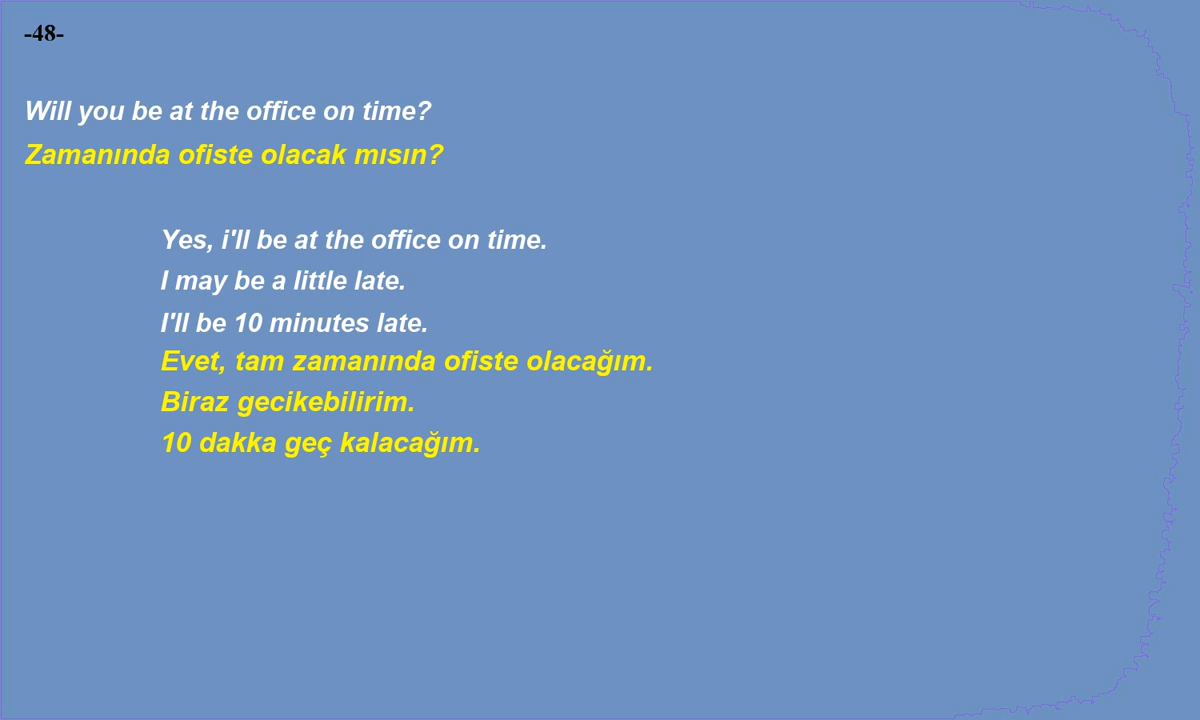 -48-
Will you be at the office on time?
Zamanında ofiste olacak mısın?
Yes, i'll be at the office on time.
I may be a little late.
I'll be 10 minutes late.
Evet, tam zamanında ofiste olacağım.
Biraz gecikebilirim.
10 dakka geç kalacağım.